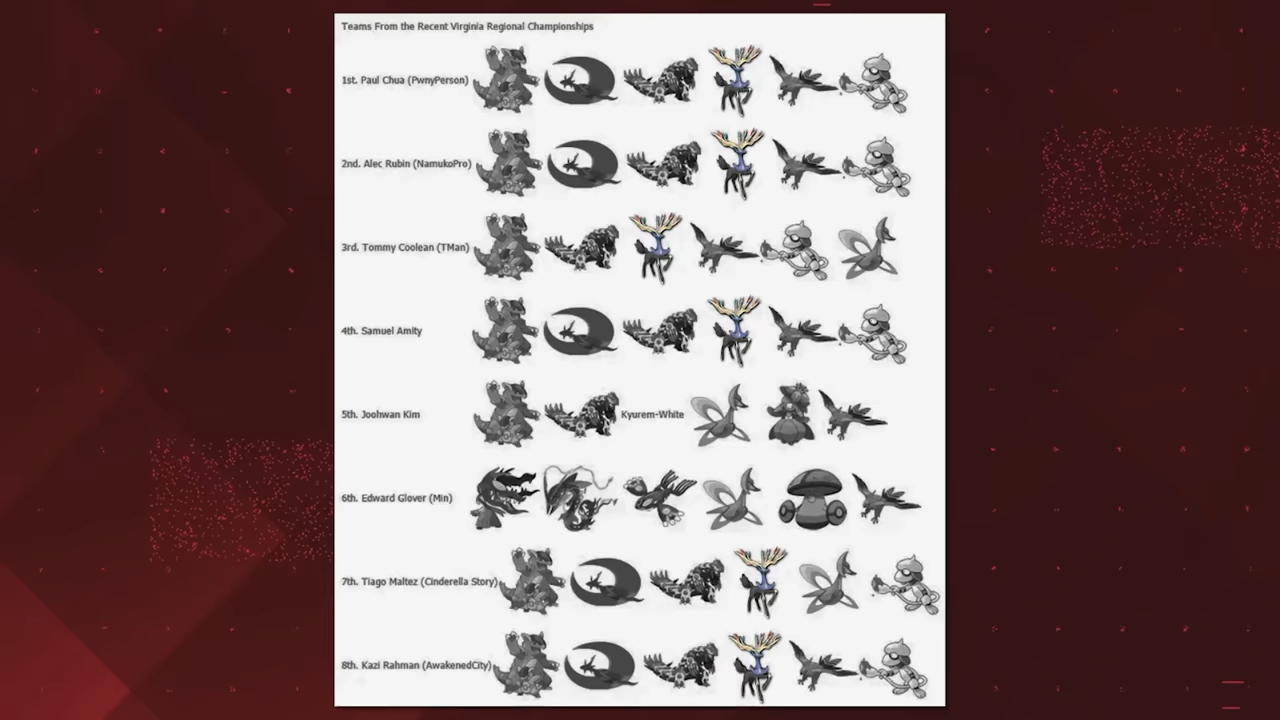 Teams From the Recent Virginia Regional Championships
1st. Paul Chua (PwnyPerson)
2nd. Alec Rubin (NamukoPro)
3rd. Tommy Coolean (TMan)
4th. Samuel Amity
5th. Joohwan Kim
Kyurem-White
6th. Edward Glover (Min)
7th. Tiago Maltez (Cinderella Story)
8th. Kazi Rahman (AwakenedCity)